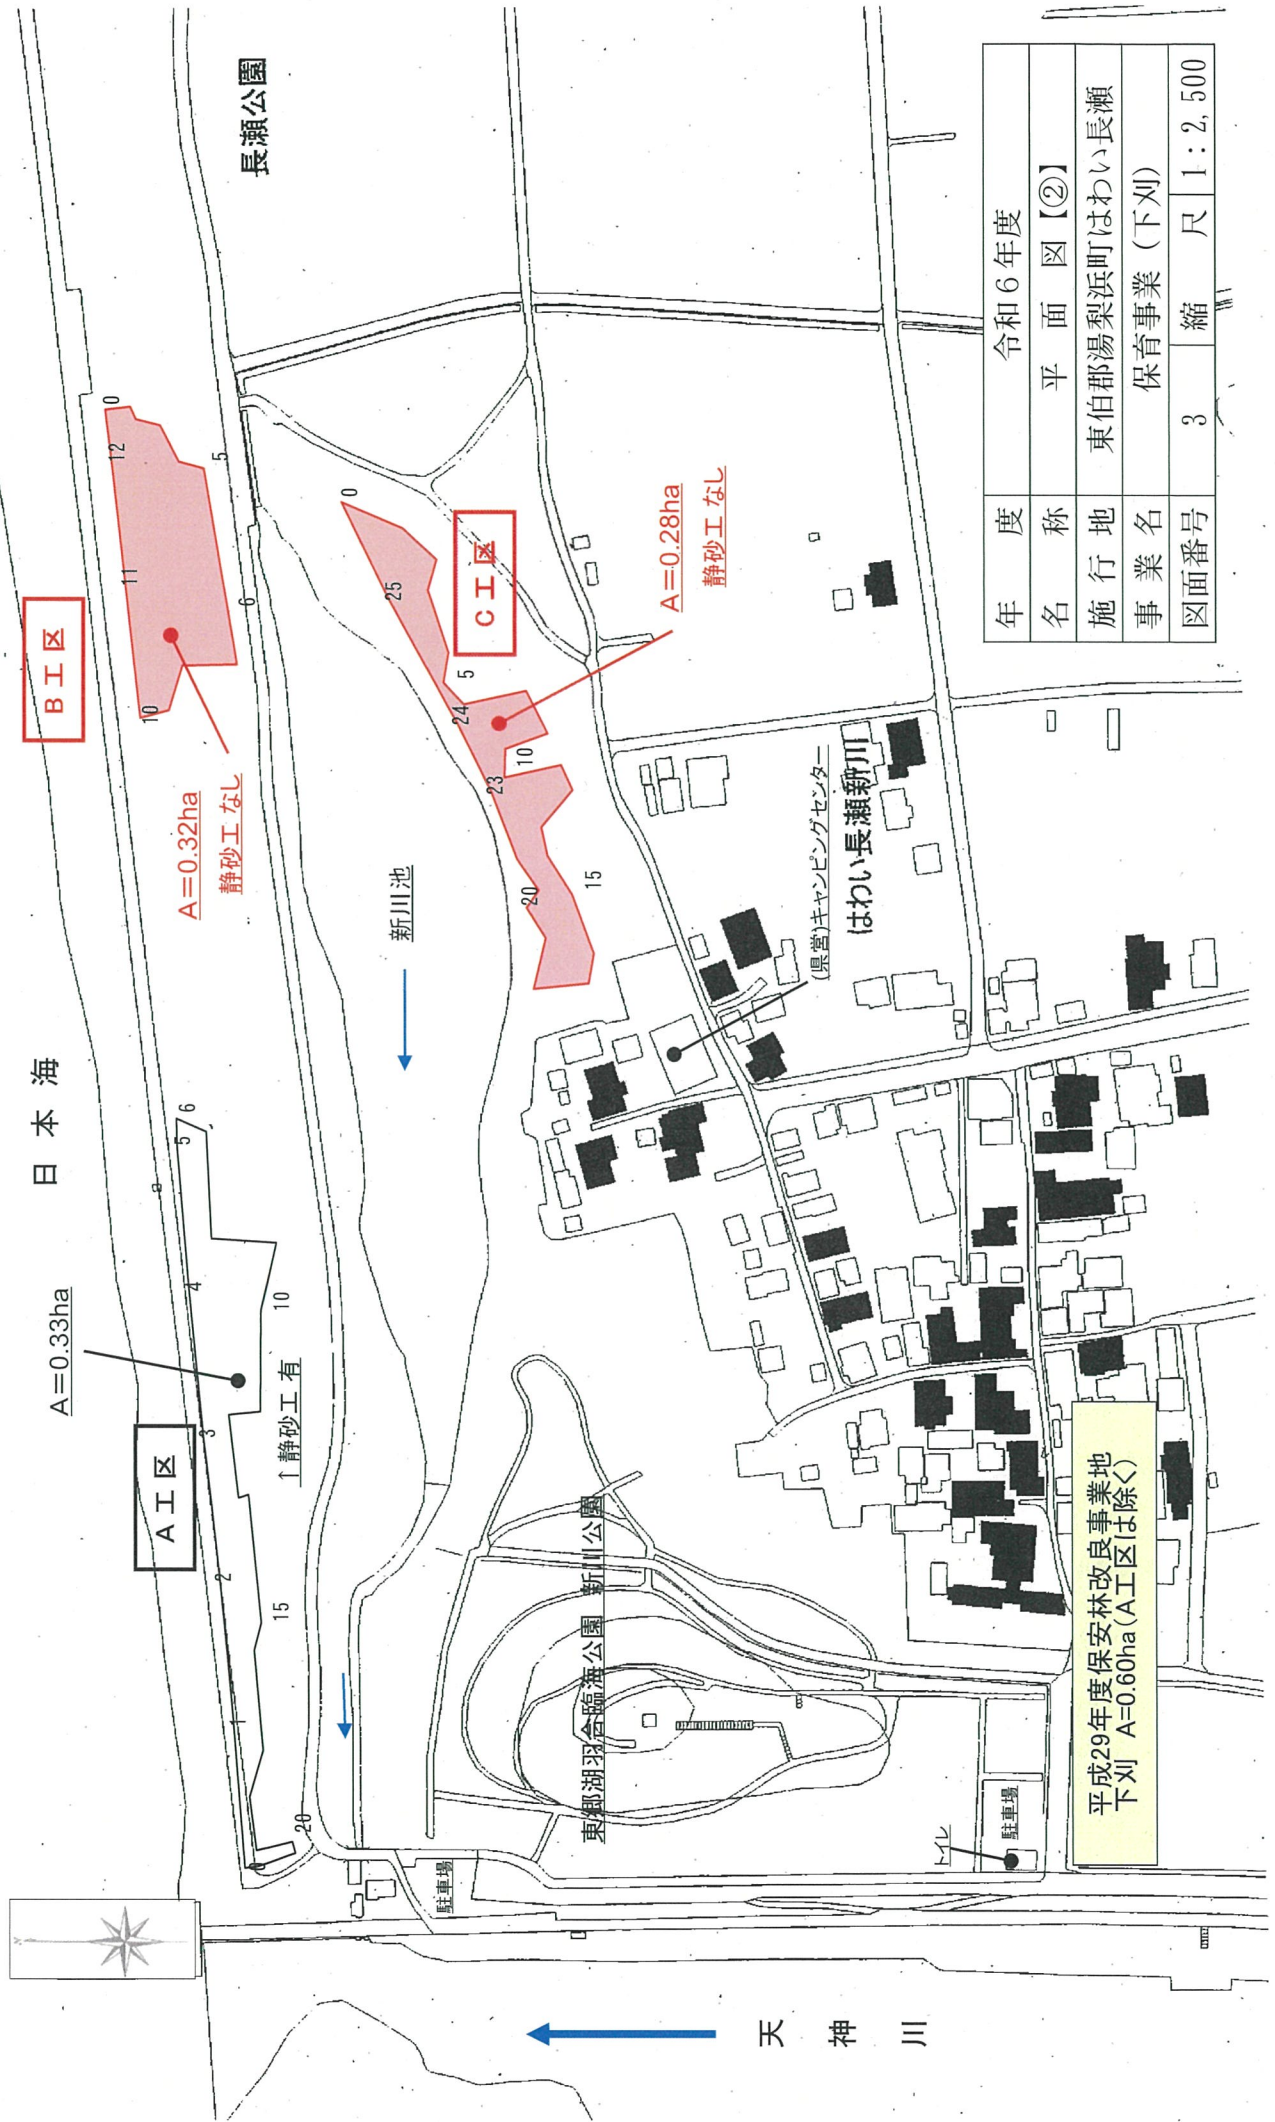 日本海
長瀬公園
B工区
A＝0.32ha
静砂工なし
0
12
11
10
5
6
C工区
A＝0.28ha
静砂工 なし
0
25
5
24
23
10
20
15
新川池
A工区
A＝0.33ha
↑静砂工 有
0
1
2
3
4
5
6
10
15
20
(県営)キャンピングセンター
はわい長瀬新川
東郷湖羽合臨海公園 新川公園
駐車場
トイレ
駐車場
天神川
平成29年度保安林改良事業地
下刈 A=0.60ha(A工区は除く)
年度 令和6年度
名称 平面図【②】
施行地 東伯郡湯梨浜町はわい長瀬
事業名 保育事業（下刈）
図面番号 3 縮尺 1：2,500